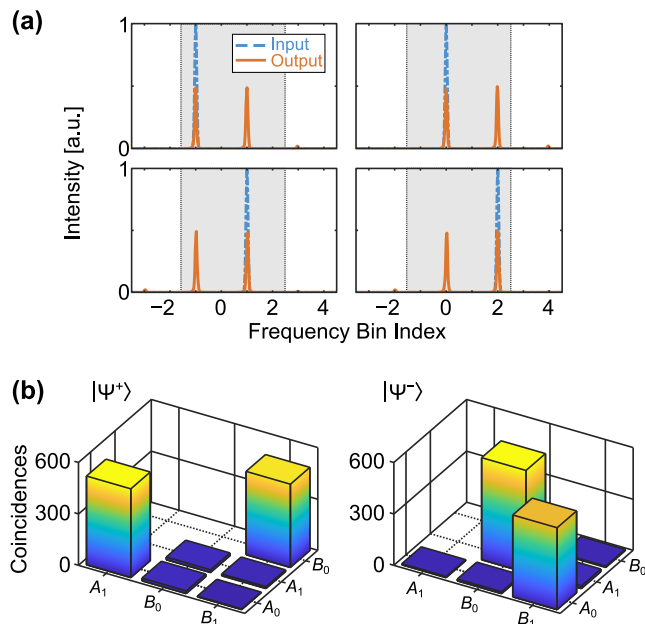 (a)
1
Input
Output
0
1
0
−2 0 2 4
−2 0 2 4
Intensity [a.u.]
Frequency Bin Index
(b)
|Ψ⁺⟩
|Ψ⁻⟩
Coincidences
600
300
0
A₁
B₀
B₁
A₀
A₁
B₀
600
300
0
A₁
B₀
B₁
A₀
A₁
B₀